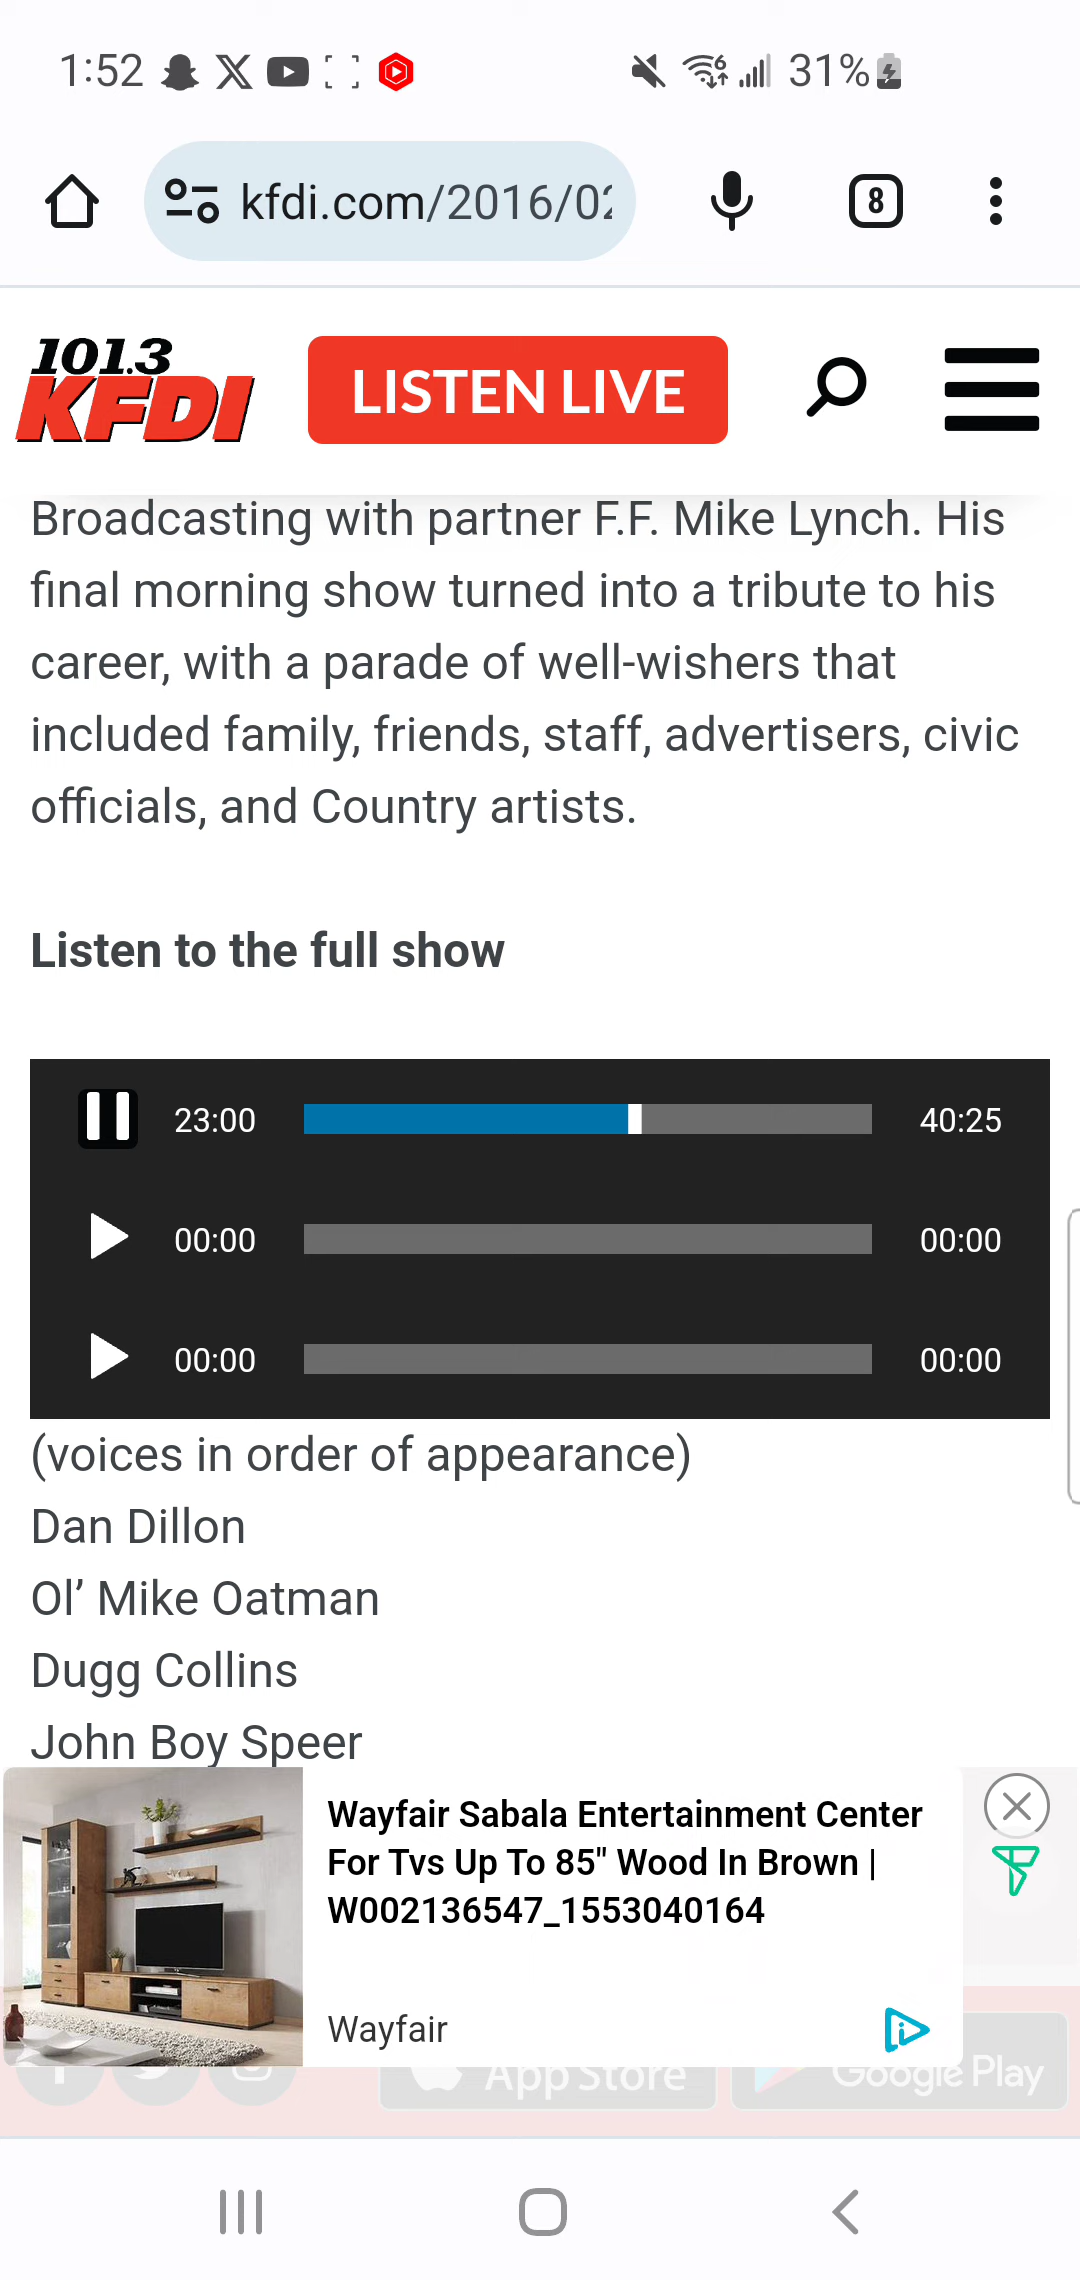 1:52 31%
kfdi.com/2016/02
8
101.3
KFDI
LISTEN LIVE
Broadcasting with partner F.F. Mike Lynch. His
final morning show turned into a tribute to his
career, with a parade of well-wishers that
included family, friends, staff, advertisers, civic
officials, and Country artists.
Listen to the full show
23:00 40:25
00:00 00:00
00:00 00:00
(voices in order of appearance)
Dan Dillon
Ol’ Mike Oatman
Dugg Collins
John Boy Speer
Wayfair Sabala Entertainment Center
For Tvs Up To 85" Wood In Brown |
W002136547_1553040164
Wayfair
App Store
Google Play